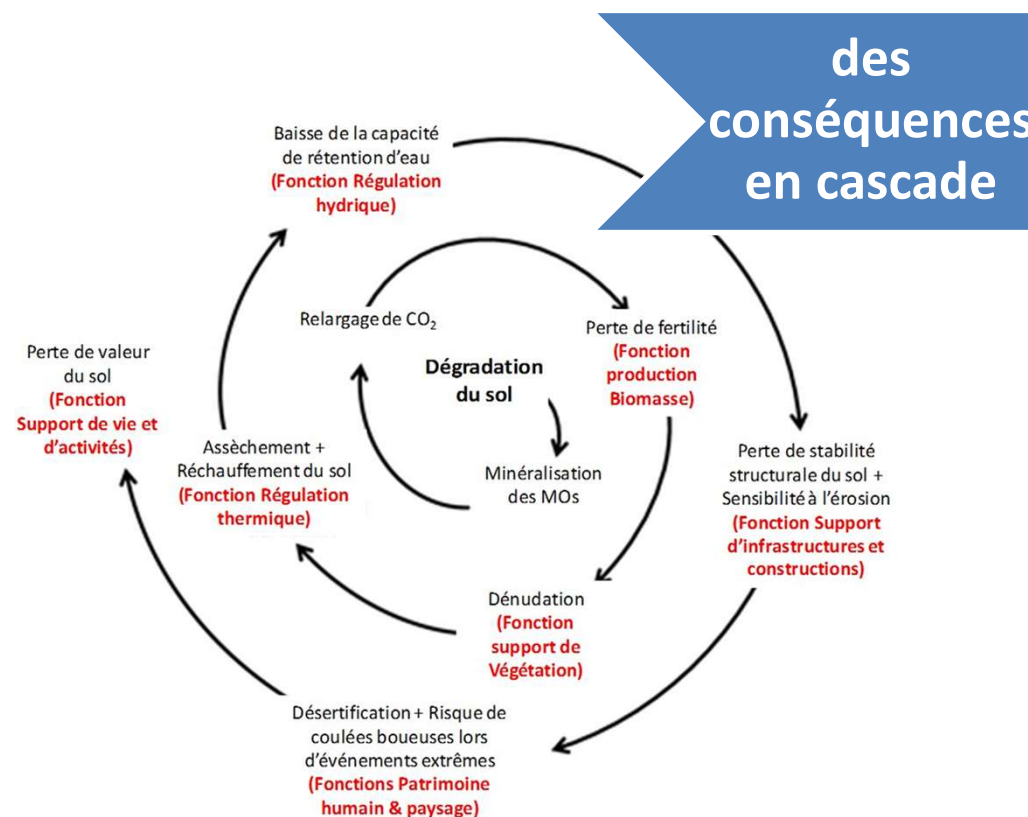 des
conséquences
en cascade
Baisse de la capacité
de rétention d'eau
(Fonction Régulation
hydrique)
Relargage de CO₂
Perte de fertilité
(Fonction
production
Biomasse)
Dégradation
du sol
Perte de valeur
du sol
(Fonction
Support de vie et
d'activités)
Assèchement +
Réchauffement du sol
(Fonction Régulation
thermique)
Minéralisation
des MOs
Perte de stabilité
structurale du sol +
Sensibilité à l'érosion
(Fonction Support
d'infrastructures et
constructions)
Dénudation
(Fonction
support de
Végétation)
Désertification + Risque de
coulées boueuses lors
d'événements extrêmes
(Fonctions Patrimoine
humain & paysage)